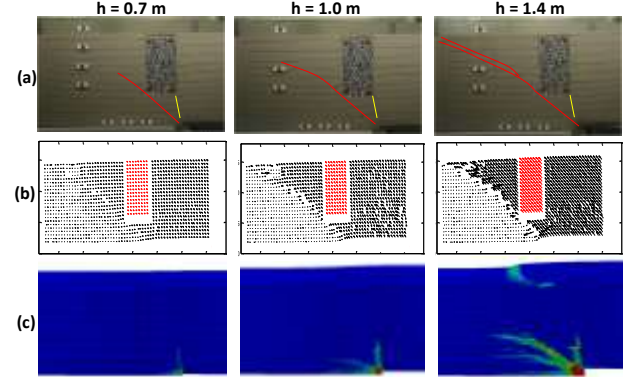 h = 0.7 m h = 1.0 m h = 1.4 m
(a)
(b)
(c)